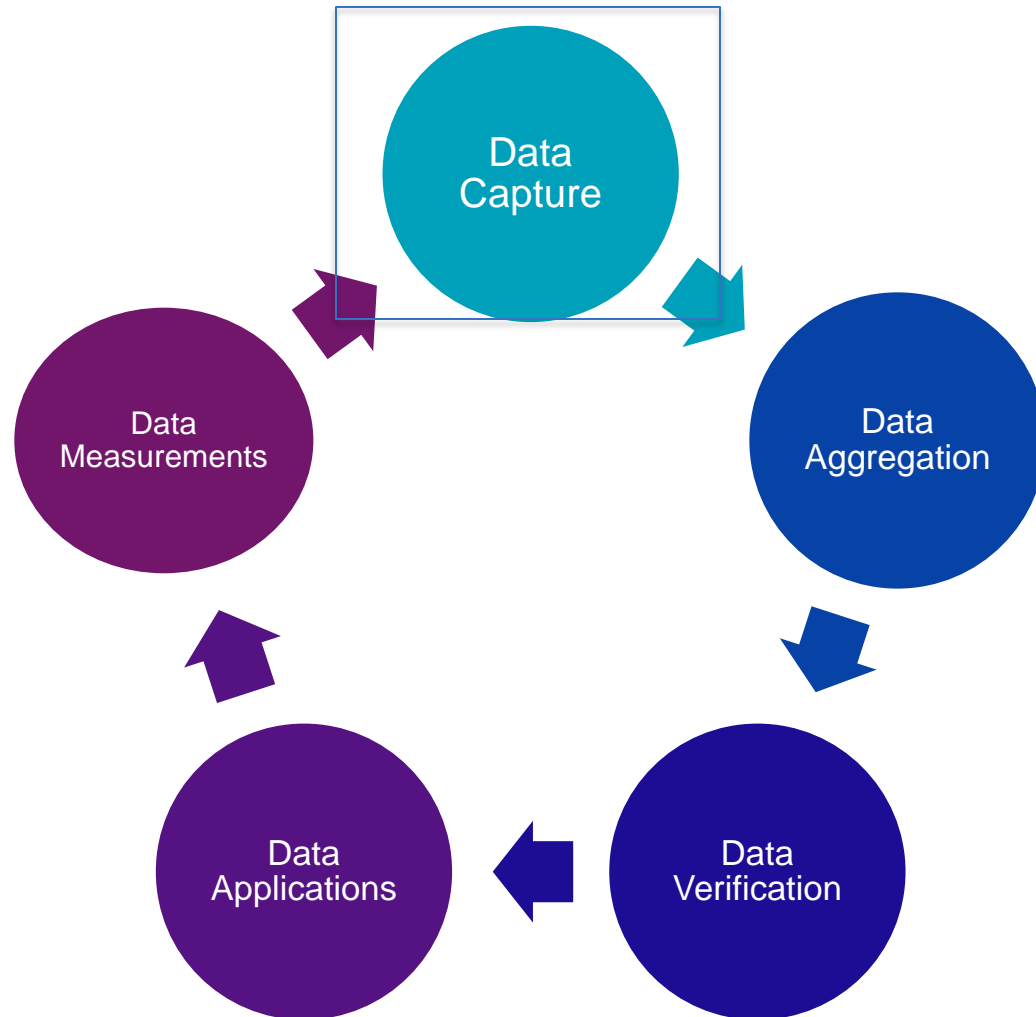 Data
Capture
Data
Aggregation
Data
Verification
Data
Applications
Data
Measurements